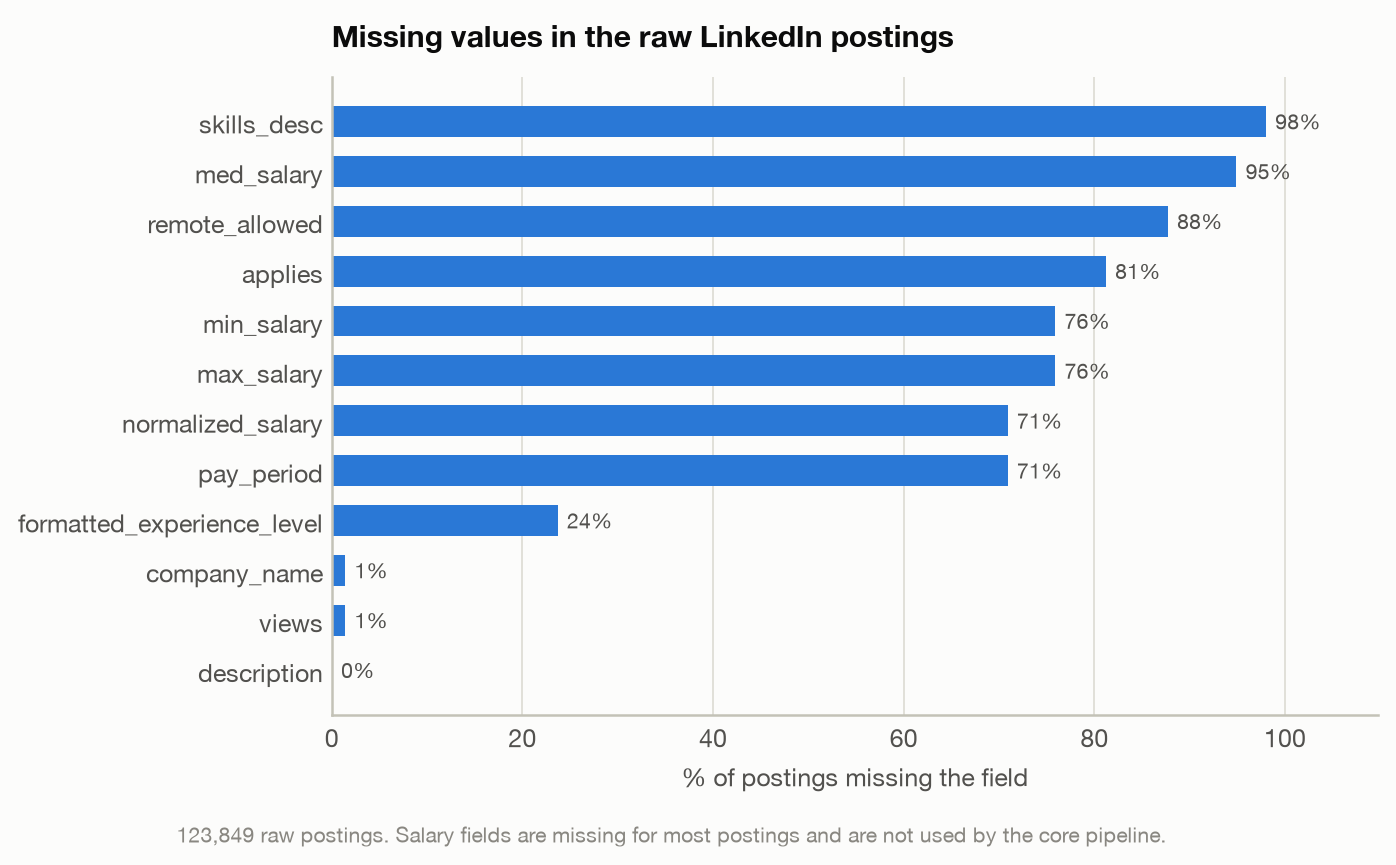 Missing values in the raw LinkedIn postings
skills_desc 98%
med_salary 95%
remote_allowed 88%
applies 81%
min_salary 76%
max_salary 76%
normalized_salary 71%
pay_period 71%
formatted_experience_level 24%
company_name 1%
views 1%
description 0%
0 20 40 60 80 100
% of postings missing the field
123,849 raw postings. Salary fields are missing for most postings and are not used by the core pipeline.